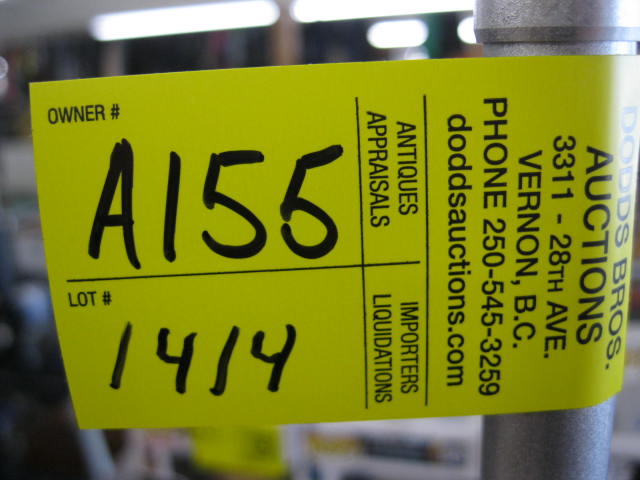 OWNER #
A155
LOT #
1414
ANTIQUES
APPRAISALS
IMPORTERS
LIQUIDATIONS
DODDS BROS.
AUCTIONS
3311 - 28TH AVE.
VERNON, B.C.
PHONE 250-545-3259
doddsauctions.com